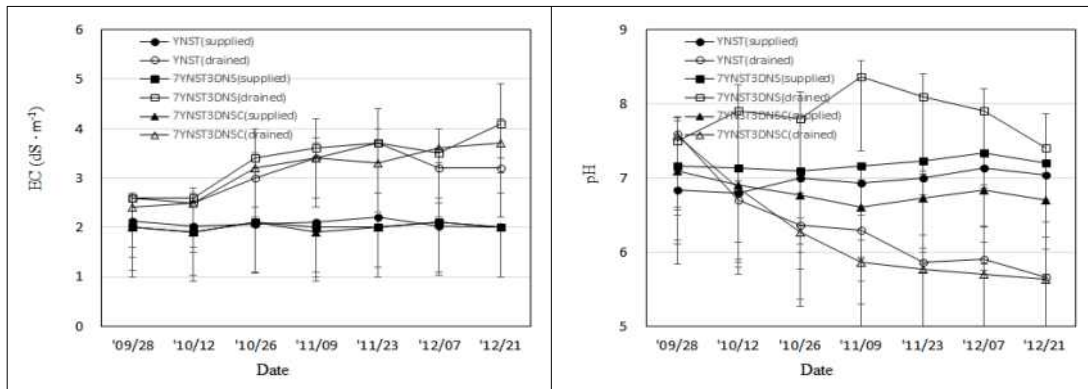 6
5
4
3
2
1
0
EC (dS · m⁻¹)
YNST(supplied)
YNST(drained)
7YNST3DNS(supplied)
7YNST3DNS(drained)
7YNST3DNSC(supplied)
7YNST3DNSC(drained)
'09/28 '10/12 '10/26 '11/09 '11/23 '12/07 '12/21
Date
9
8
7
6
5
pH
YNST(supplied)
YNST(drained)
7YNST3DNS(supplied)
7YNST3DNS(drained)
7YNST3DNSC(supplied)
7YNST3DNSC(drained)
'09/28 '10/12 '10/26 '11/09 '11/23 '12/07 '12/21
Date